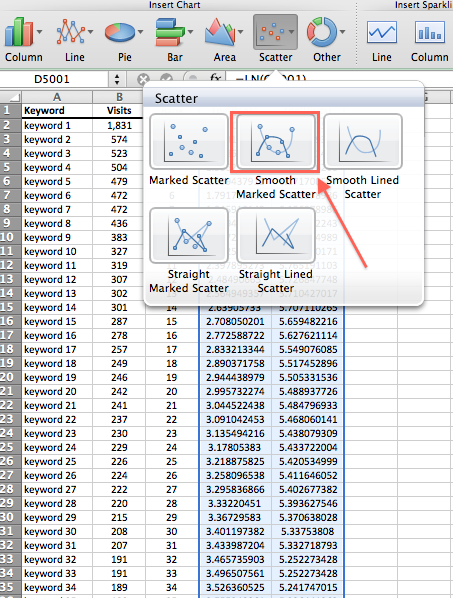 Insert Chart
Insert Sparkli
Column Line Pie Bar Area Scatter Other Line Column
D5001 fx =LN(
Scatter
Marked Scatter
Smooth Marked Scatter
Smooth Lined Scatter
Straight Marked Scatter
Straight Lined Scatter
A B
1 Keyword Visits
2 keyword 1 1,831
3 keyword 2 574
4 keyword 3 523
5 keyword 4 504
6 keyword 5 479
7 keyword 6 472
8 keyword 7 472
9 keyword 8 436
10 keyword 9 383
11 keyword 10 327
12 keyword 11 319
13 keyword 12 307
14 keyword 13 302 13 2.564949357 5.710427017
15 keyword 14 301 14 2.63905733 5.707110265
16 keyword 15 287 15 2.708050201 5.659482216
17 keyword 16 278 16 2.772588722 5.627621114
18 keyword 17 257 17 2.833213344 5.549076085
19 keyword 18 249 18 2.890371758 5.517452896
20 keyword 19 246 19 2.944438979 5.505331536
21 keyword 20 242 20 2.995732274 5.488937726
22 keyword 21 241 21 3.044522438 5.484796933
23 keyword 22 237 22 3.091042453 5.468060141
24 keyword 23 230 23 3.135494216 5.438079309
25 keyword 24 229 24 3.17805383 5.433722004
26 keyword 25 226 25 3.218875825 5.420534999
27 keyword 26 224 26 3.258096538 5.411646052
28 keyword 27 222 27 3.295836866 5.402677382
29 keyword 28 220 28 3.33220451 5.393627546
30 keyword 29 215 29 3.36729583 5.370638028
31 keyword 30 208 30 3.401197382 5.33753808
32 keyword 31 207 31 3.433987204 5.332718793
33 keyword 32 191 32 3.465735903 5.252273428
34 keyword 33 191 33 3.496507561 5.252273428
35 keyword 34 189 34 3.526360525 5.241747015